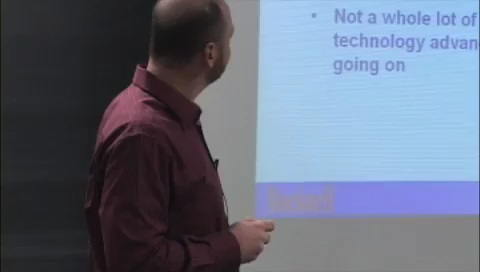 • Not a whole lot of
technology advan
going on